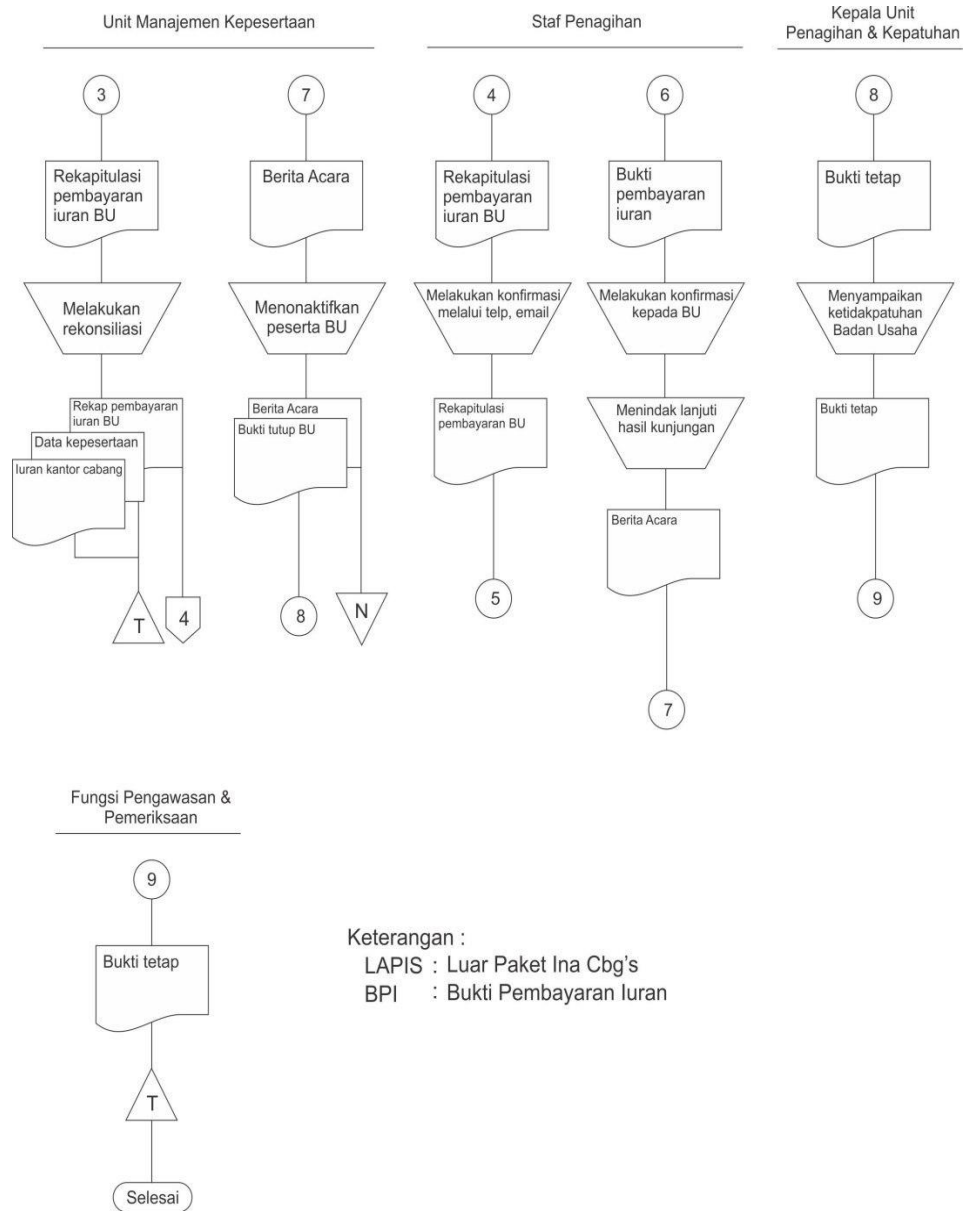 Unit Manajemen Kepesertaan
Staf Penagihan
Kepala Unit
Penagihan & Kepatuhan
3
Rekapitulasi
pembayaran
iuran BU
Melakukan
rekonsiliasi
Rekap pembayaran
iuran BU
Data kepesertaan
Iuran kantor cabang
T
4
7
Berita Acara
Menonaktifkan
peserta BU
Berita Acara
Bukti tutup BU
8
N
4
Rekapitulasi
pembayaran
iuran BU
Melakukan konfirmasi
melalui telp, email
Rekapitulasi
pembayaran BU
5
6
Bukti
pembayaran
iuran
Melakukan konfirmasi
kepada BU
Menindak lanjuti
hasil kunjungan
Berita Acara
7
8
Bukti tetap
Menyampaikan
ketidakpatuhan
Badan Usaha
Bukti tetap
9
Fungsi Pengawasan &
Pemeriksaan
9
Bukti tetap
T
Selesai
Keterangan :
LAPIS : Luar Paket Ina Cbg's
BPI : Bukti Pembayaran Iuran